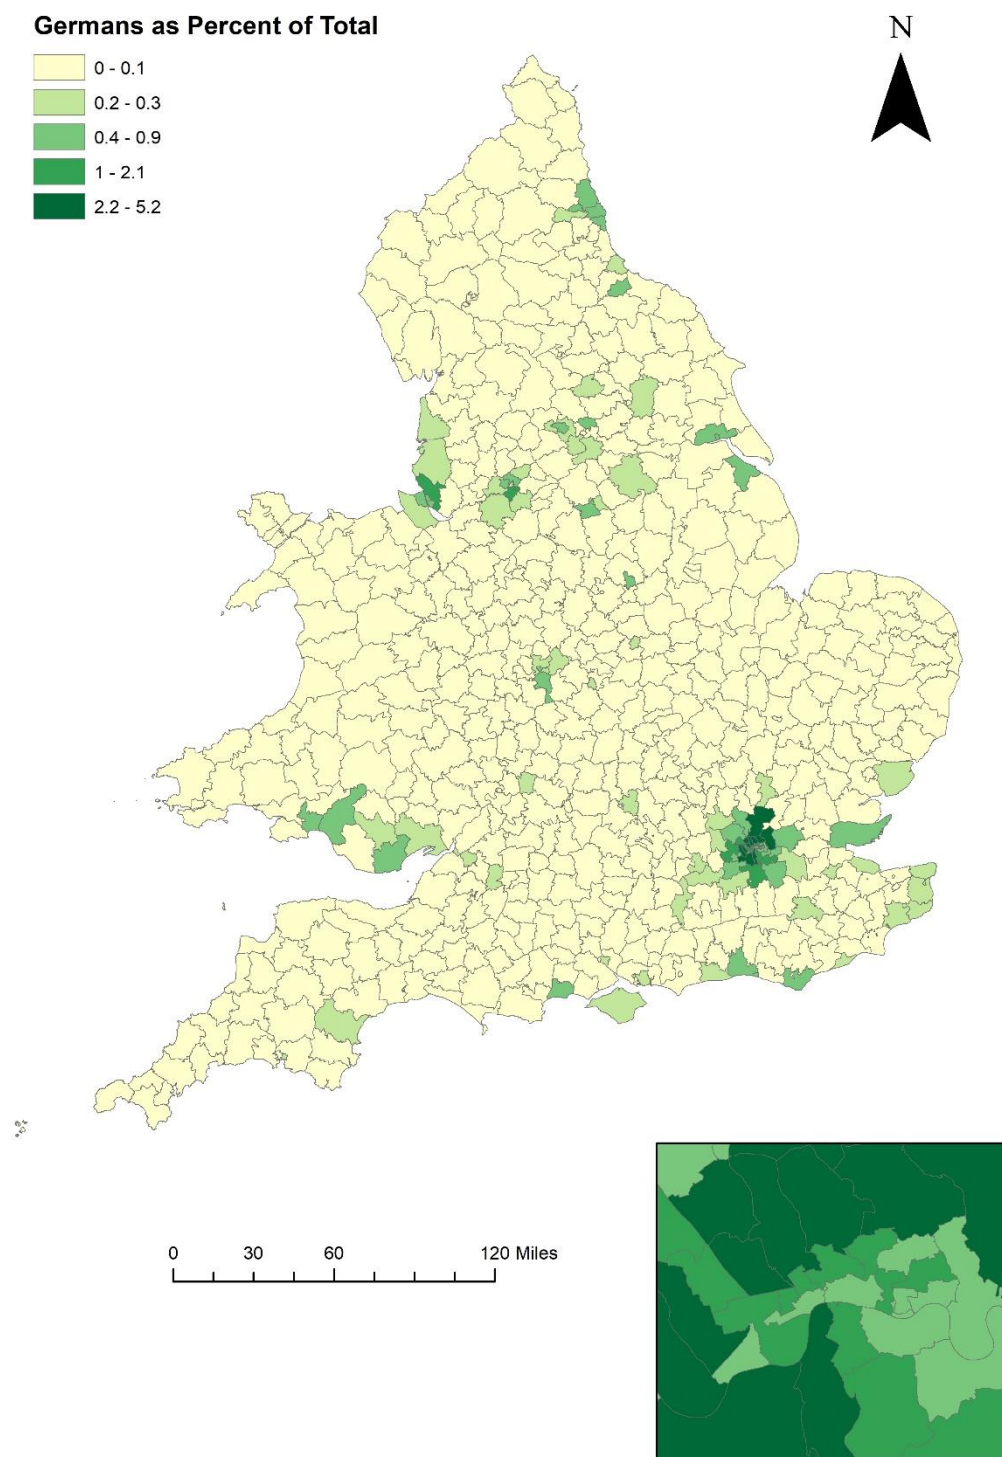 Germans as Percent of Total
0 - 0.1
0.2 - 0.3
0.4 - 0.9
1 - 2.1
2.2 - 5.2
N
0 30 60 120 Miles